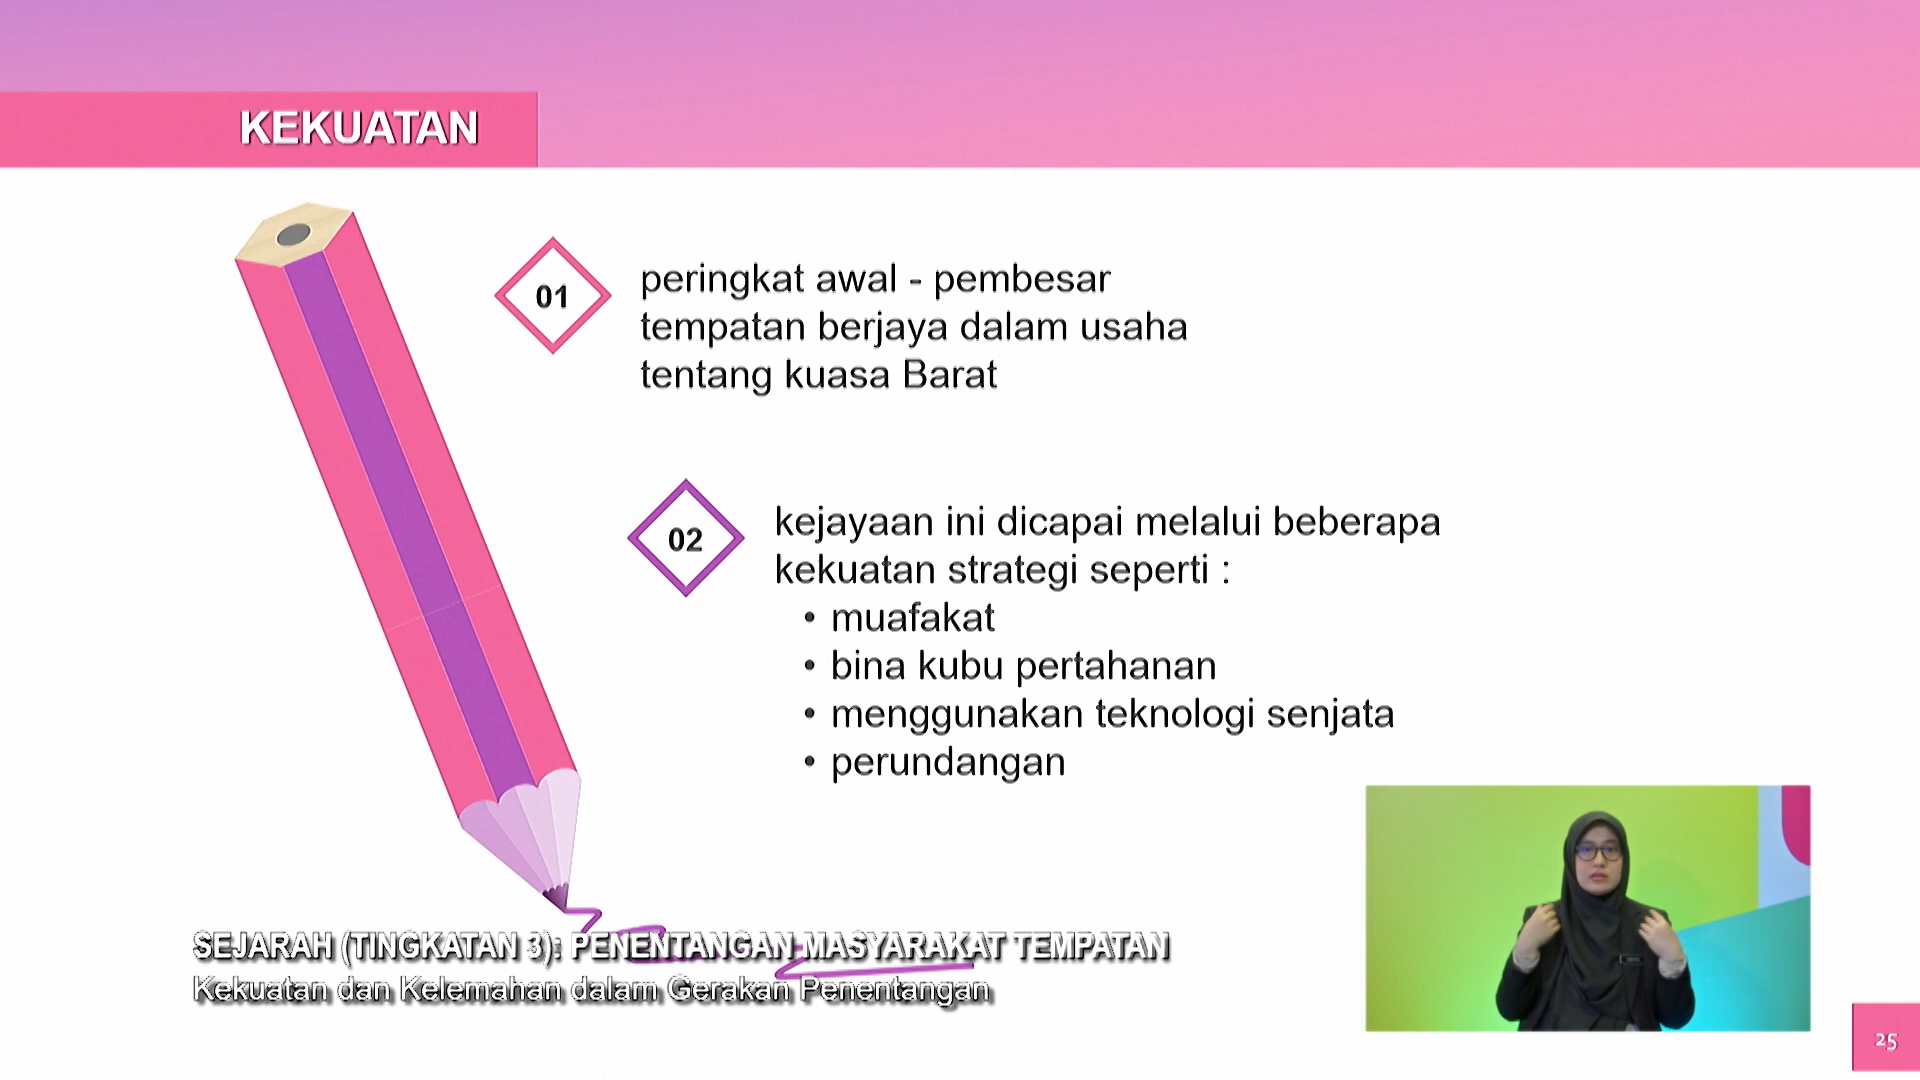 KEKUATAN
01
peringkat awal - pembesar
tempatan berjaya dalam usaha
tentang kuasa Barat
02
kejayaan ini dicapai melalui beberapa
kekuatan strategi seperti :
• muafakat
• bina kubu pertahanan
• menggunakan teknologi senjata
• perundangan
SEJARAH (TINGKATAN 3): PENENTANGAN MASYARAKAT TEMPATAN
Kekuatan dan Kelemahan dalam Gerakan Penentangan
25